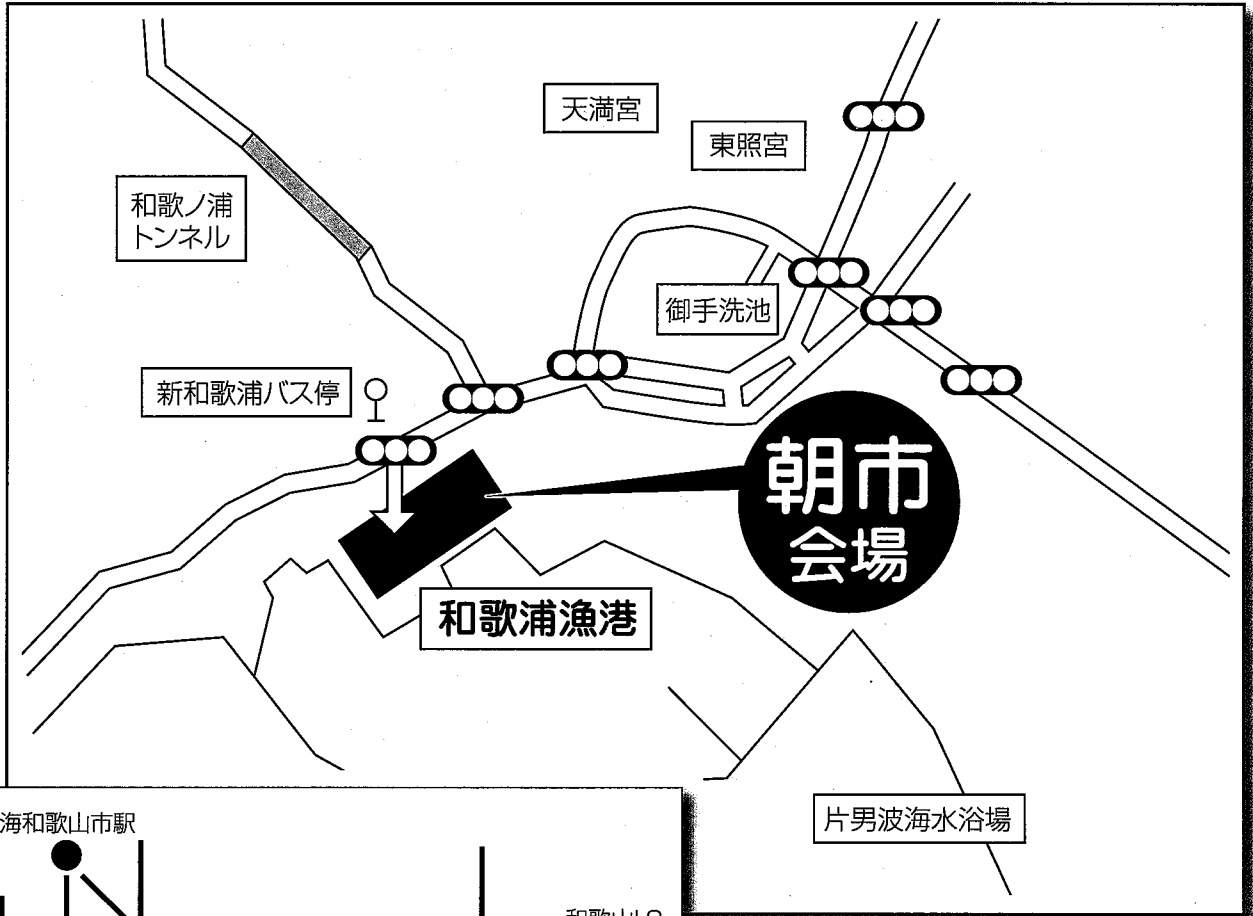 天満宮
東照宮
和歌ノ浦
トンネル
御手洗池
新和歌浦バス停
朝市
会場
和歌浦漁港
片男波海水浴場
海和歌山市駅